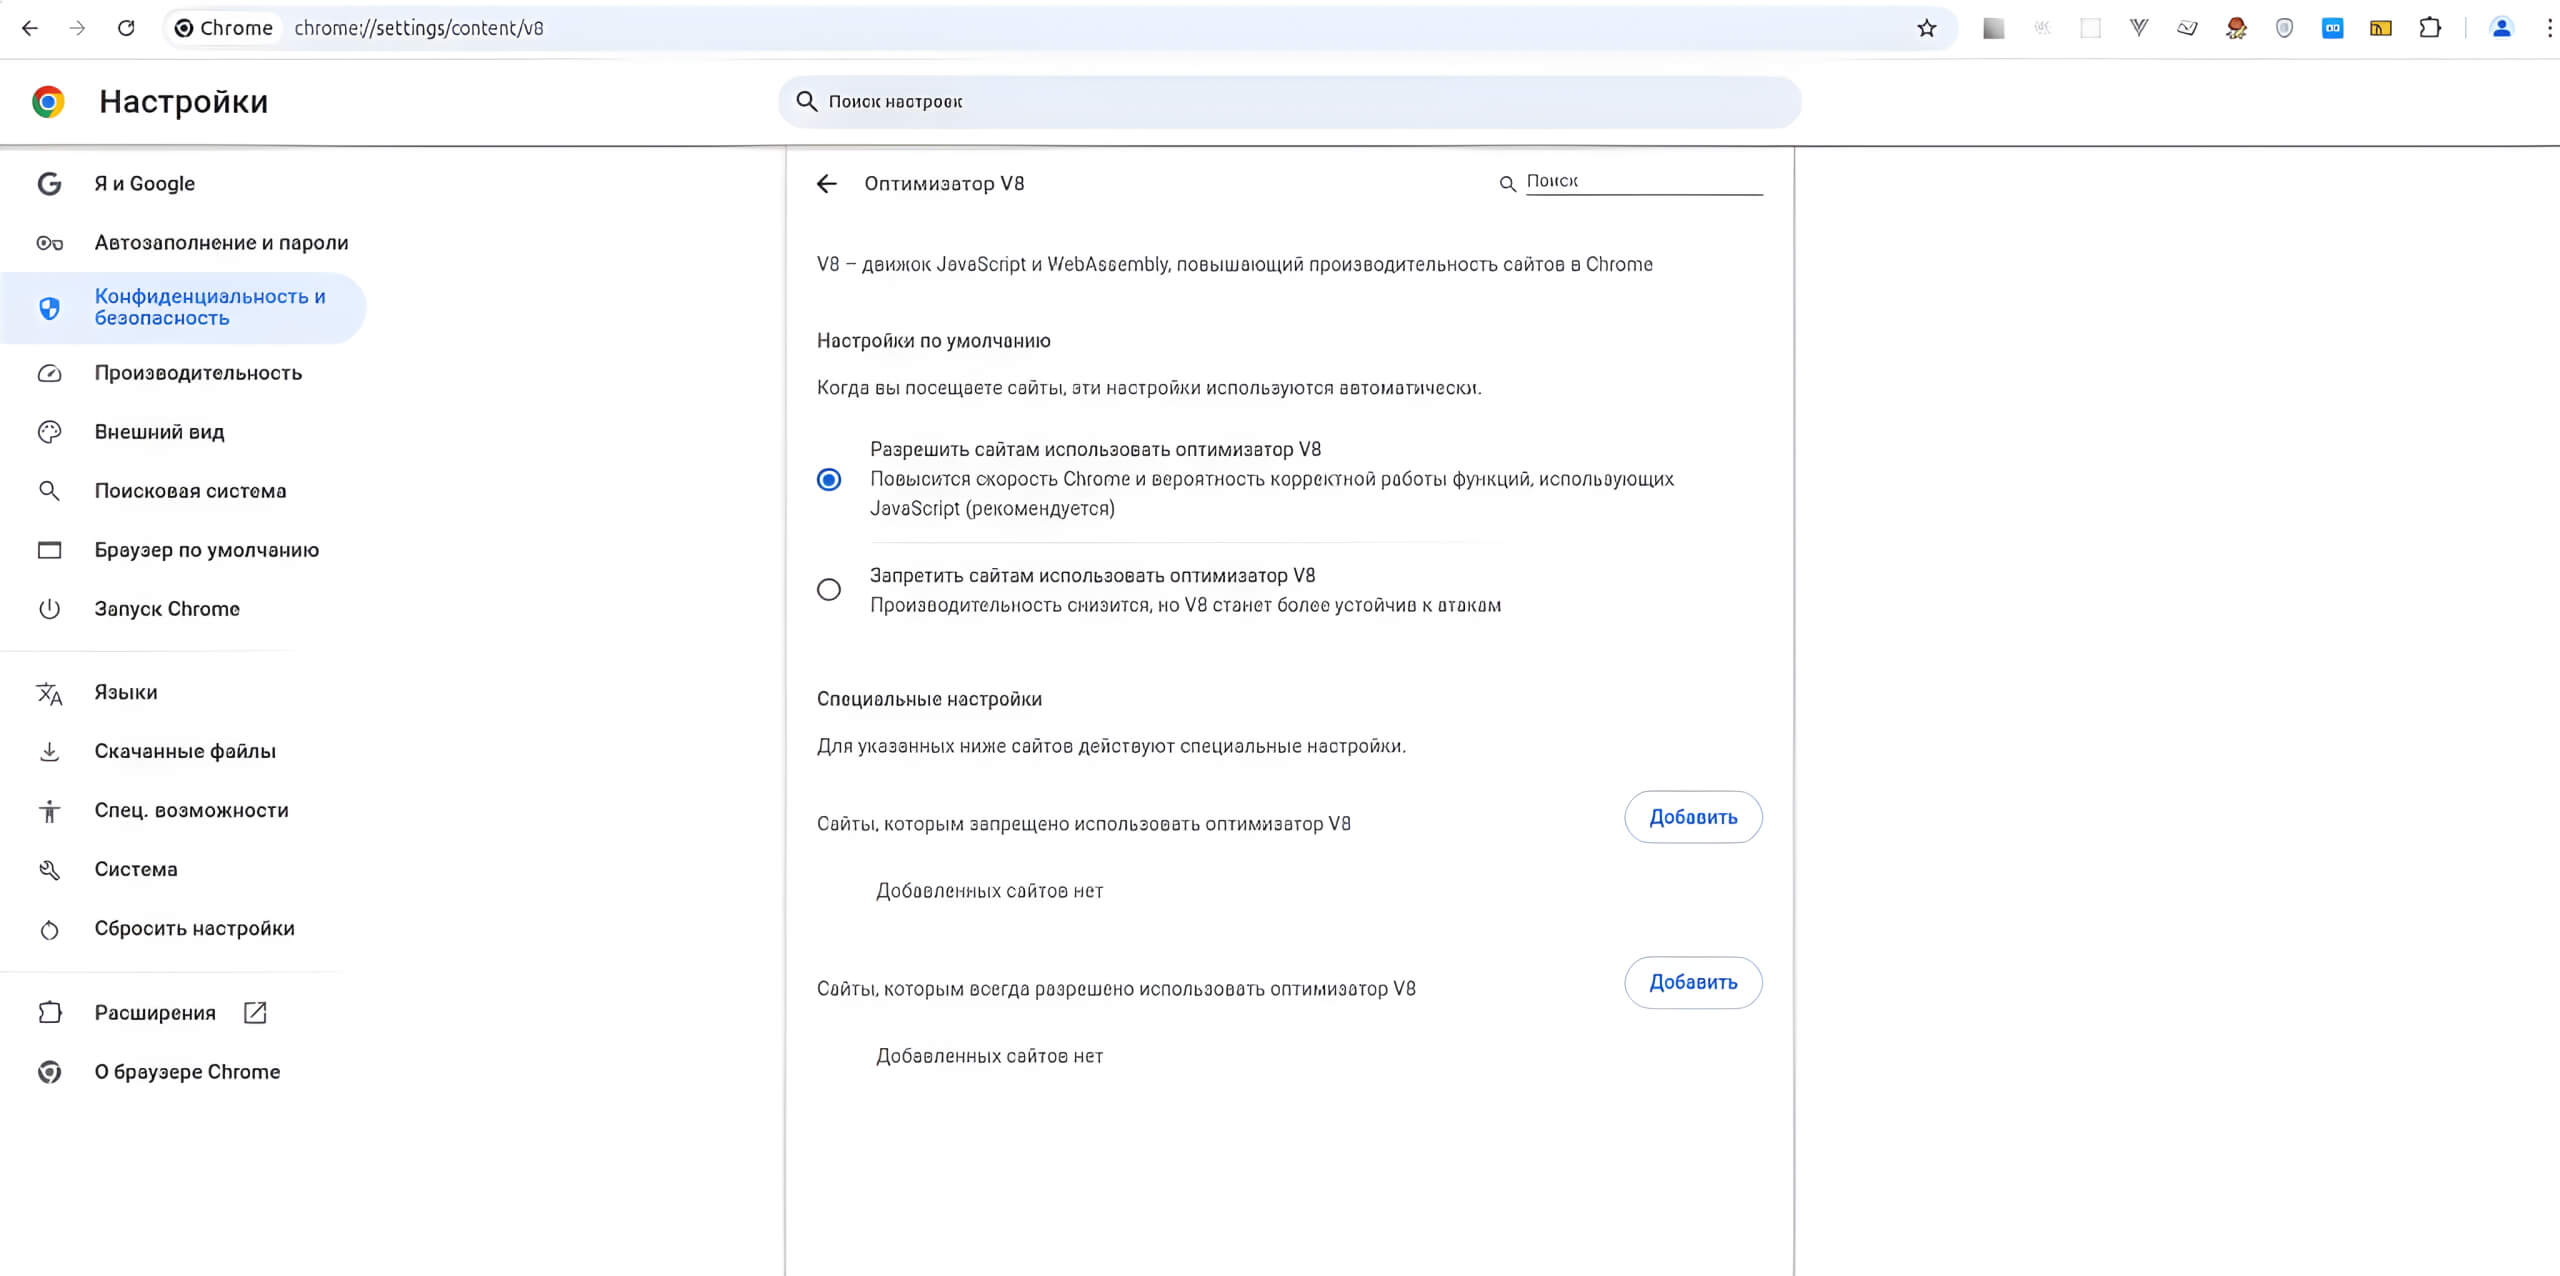 Chrome chrome://settings/content/v8
Настройки
Поиск настроек
Я и Google
Автозаполнение и пароли
Конфиденциальность и
безопасность
Производительность
Внешний вид
Поисковая система
Браузер по умолчанию
Запуск Chrome
Языки
Скачанные файлы
Спец. возможности
Система
Сбросить настройки
Расширения
О браузере Chrome
Оптимизатор V8
Поиск
V8 – движок JavaScript и WebAssembly, повышающий производительность сайтов в Chrome
Настройки по умолчанию
Когда вы посещаете сайты, эти настройки используются автоматически.
Разрешить сайтам использовать оптимизатор V8
Повысится скорость Chrome и вероятность корректной работы функций, использующих
JavaScript (рекомендуется)
Запретить сайтам использовать оптимизатор V8
Производительность снизится, но V8 станет более устойчив к атакам
Специальные настройки
Для указанных ниже сайтов действуют специальные настройки.
Сайты, которым запрещено использовать оптимизатор V8
Добавить
Добавленных сайтов нет
Сайты, которым всегда разрешено использовать оптимизатор V8
Добавить
Добавленных сайтов нет